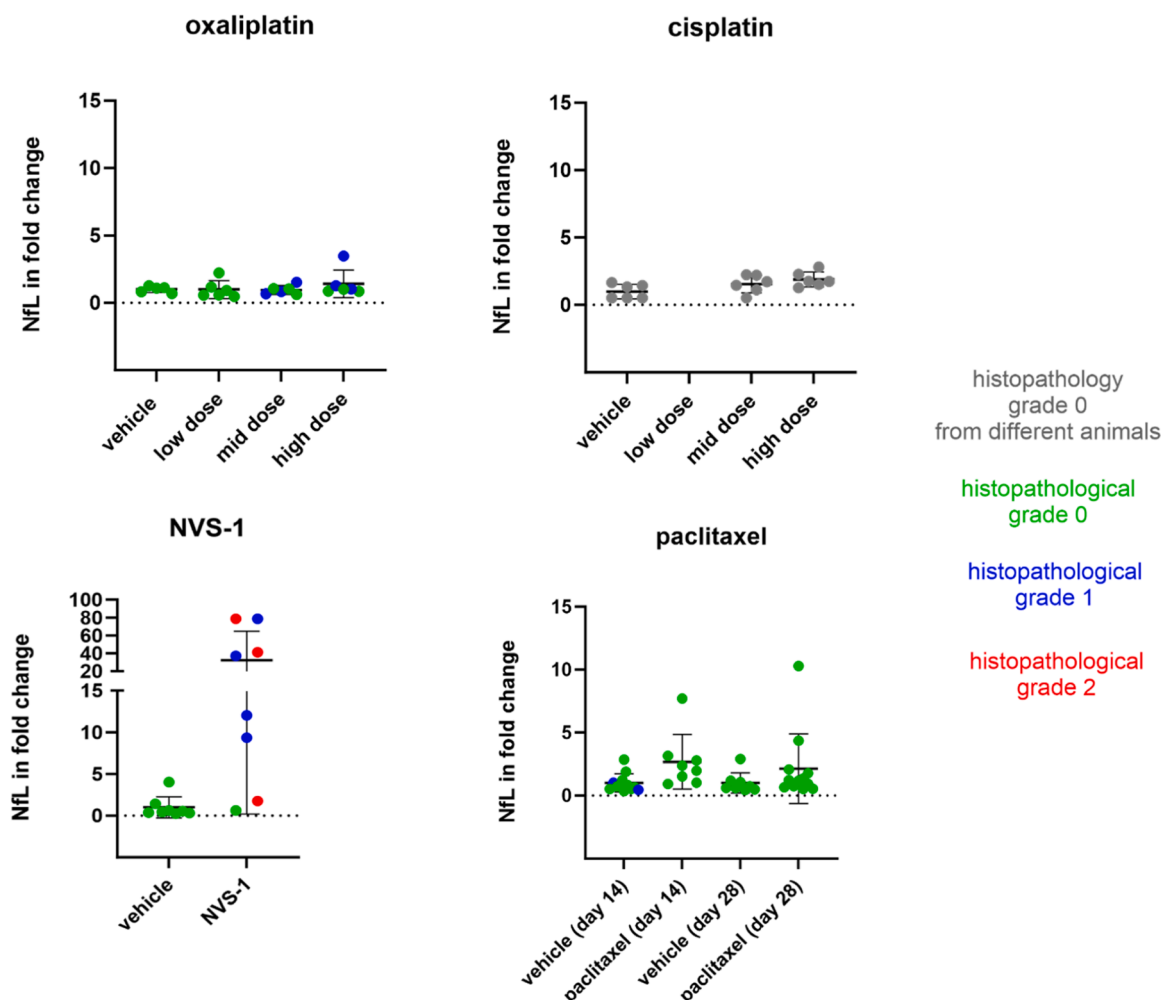 oxaliplatin
NfL in fold change
15
10
5
0
vehicle
low dose
mid dose
high dose
cisplatin
NfL in fold change
15
10
5
0
vehicle
low dose
mid dose
high dose
histopathology
grade 0
from different animals
histopathological
grade 0
histopathological
grade 1
histopathological
grade 2
NVS-1
NfL in fold change
100
80
60
40
20
15
10
5
0
vehicle
NVS-1
paclitaxel
NfL in fold change
15
10
5
0
vehicle (day 14)
paclitaxel (day 14)
vehicle (day 28)
paclitaxel (day 28)